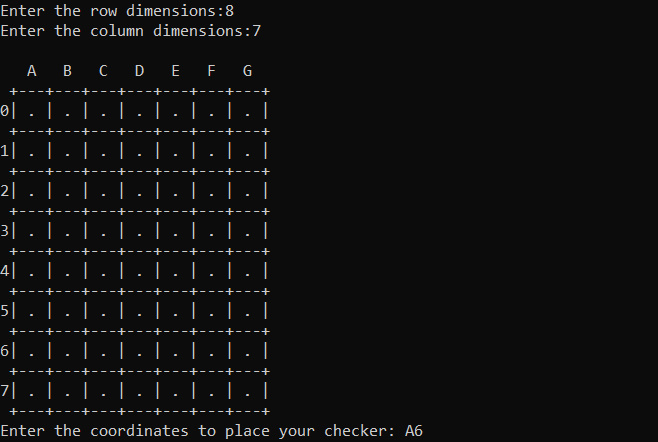 Enter the row dimensions:8
Enter the column dimensions:7

   A   B   C   D   E   F   G
 +---+---+---+---+---+---+---+
0| . | . | . | . | . | . | . |
 +---+---+---+---+---+---+---+
1| . | . | . | . | . | . | . |
 +---+---+---+---+---+---+---+
2| . | . | . | . | . | . | . |
 +---+---+---+---+---+---+---+
3| . | . | . | . | . | . | . |
 +---+---+---+---+---+---+---+
4| . | . | . | . | . | . | . |
 +---+---+---+---+---+---+---+
5| . | . | . | . | . | . | . |
 +---+---+---+---+---+---+---+
6| . | . | . | . | . | . | . |
 +---+---+---+---+---+---+---+
7| . | . | . | . | . | . | . |
 +---+---+---+---+---+---+---+
Enter the coordinates to place your checker: A6